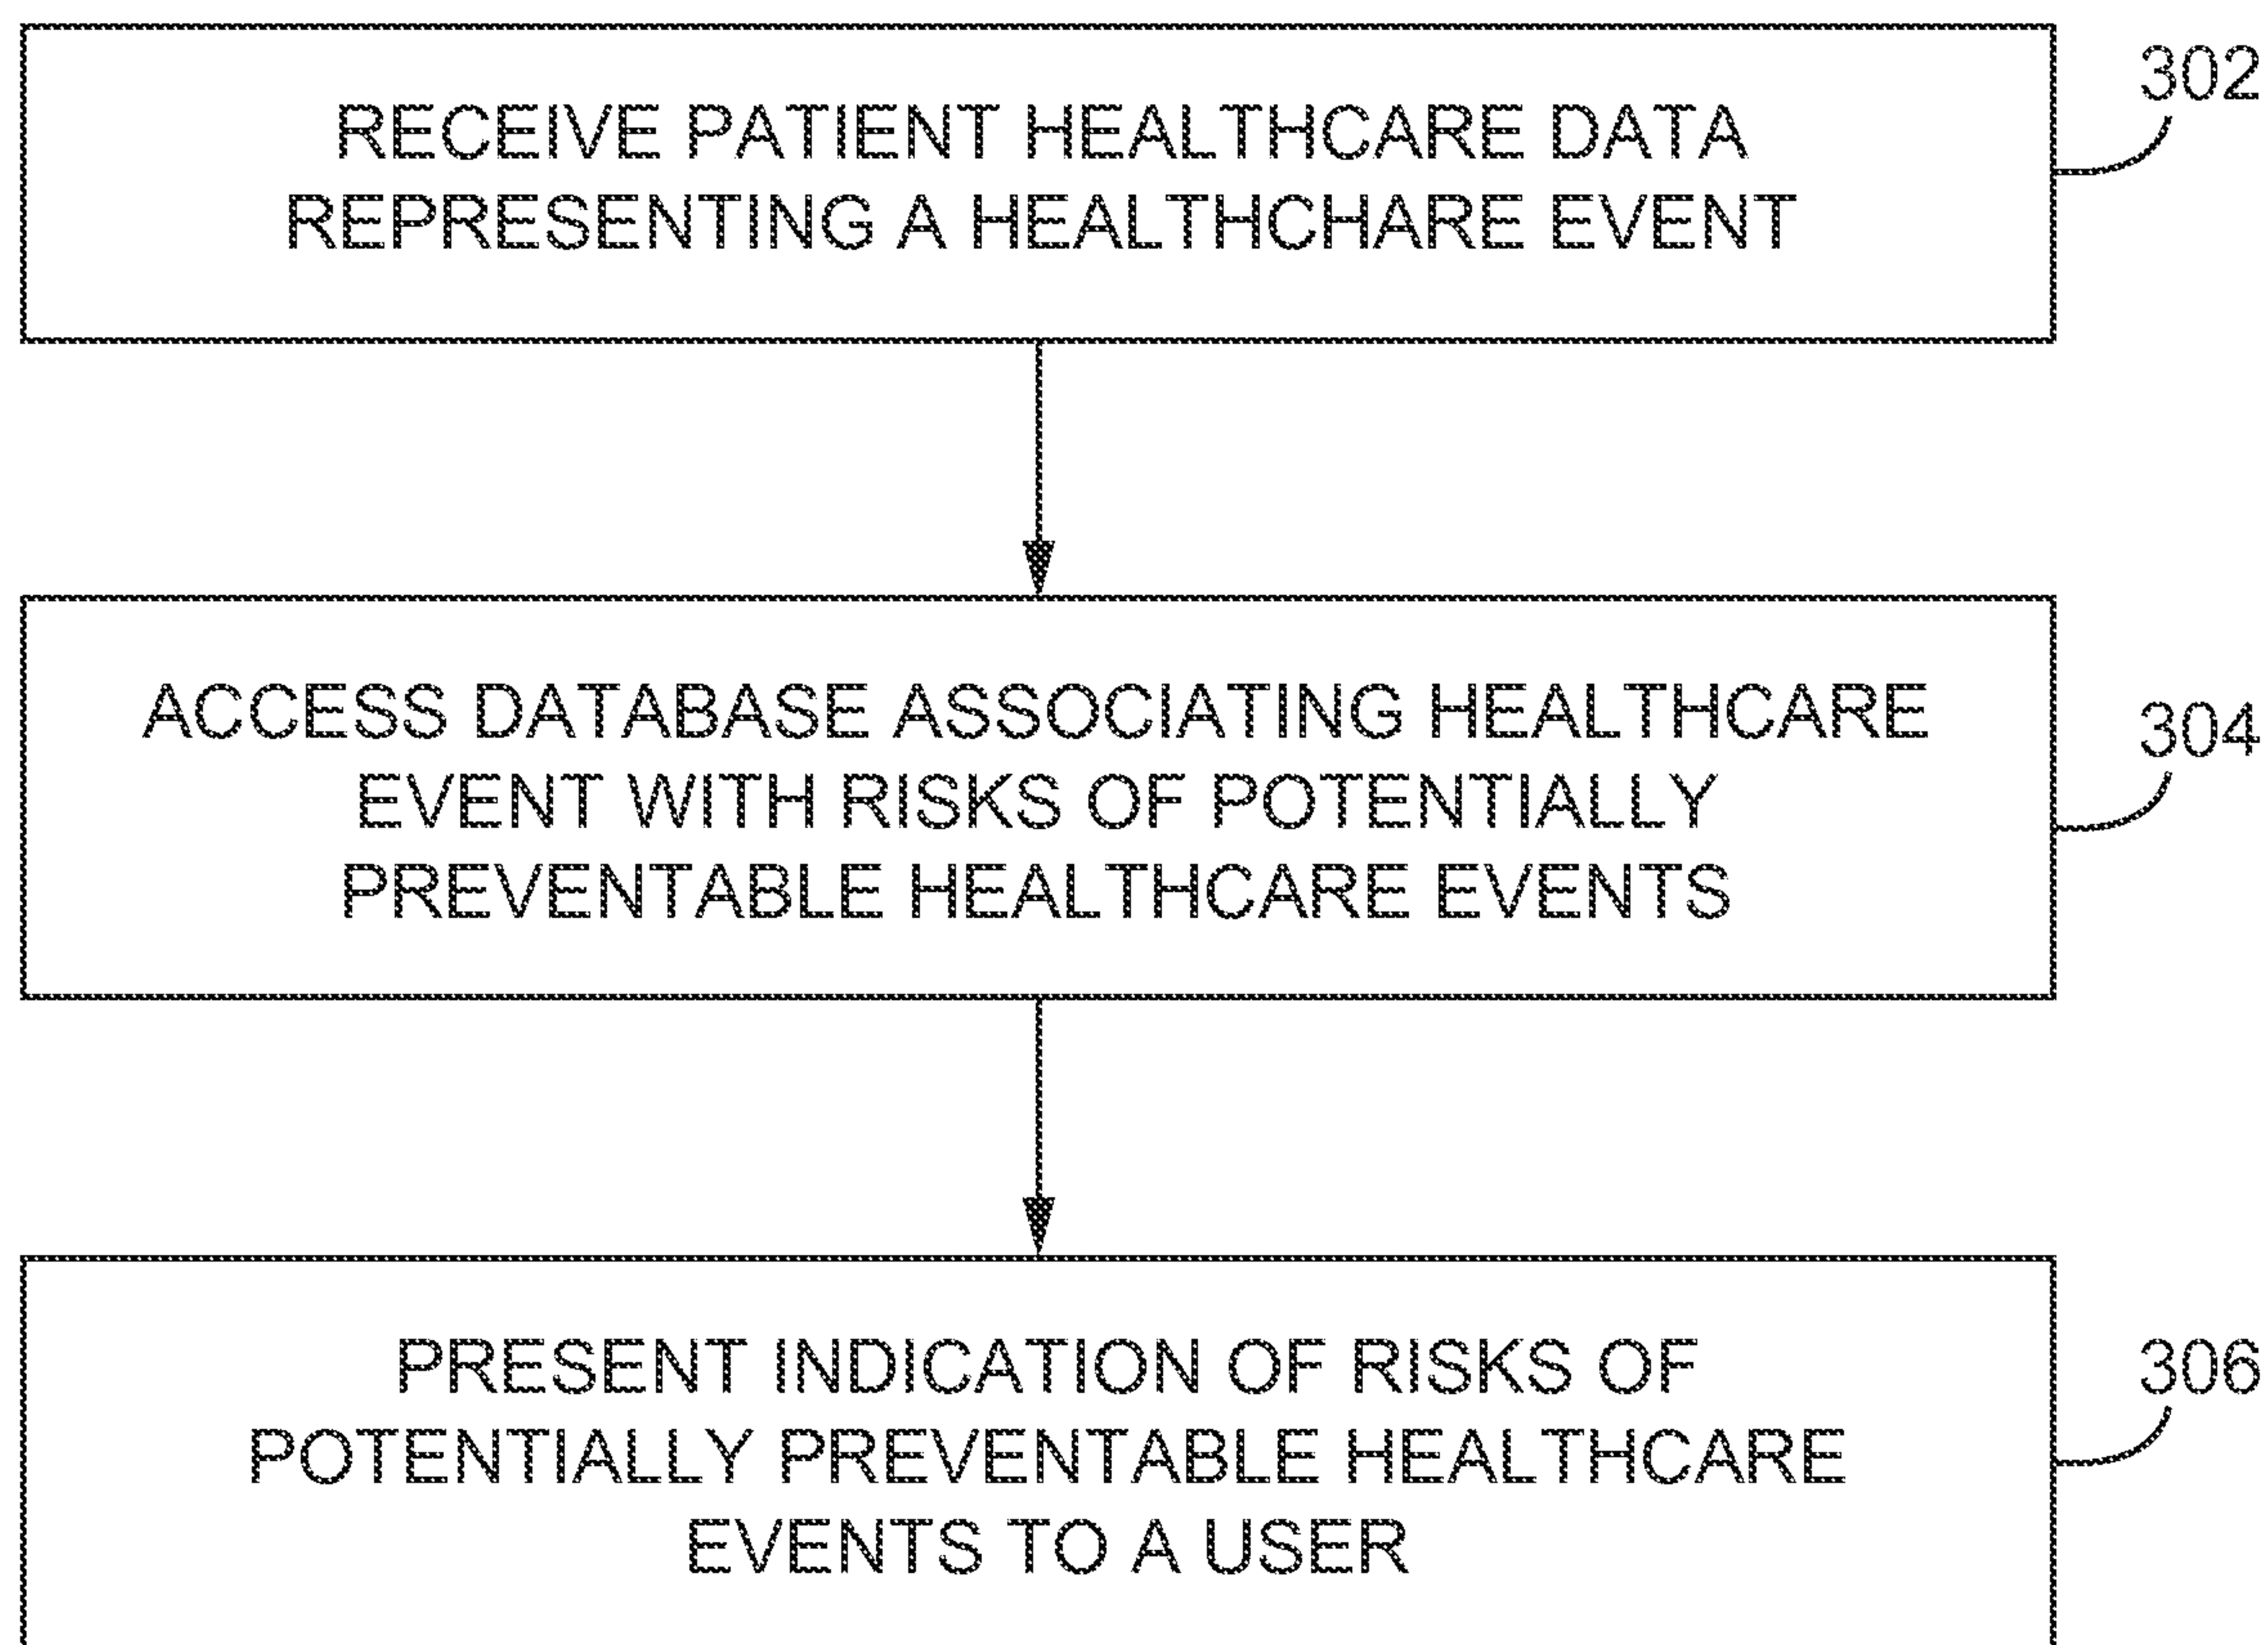 RECEIVE PATIENT HEALTHCARE DATA
REPRESENTING A HEALTHCHARE EVENT
302
ACCESS DATABASE ASSOCIATING HEALTHCARE
EVENT WITH RISKS OF POTENTIALLY
PREVENTABLE HEALTHCARE EVENTS
304
PRESENT INDICATION OF RISKS OF
POTENTIALLY PREVENTABLE HEALTHCARE
EVENTS TO A USER
306